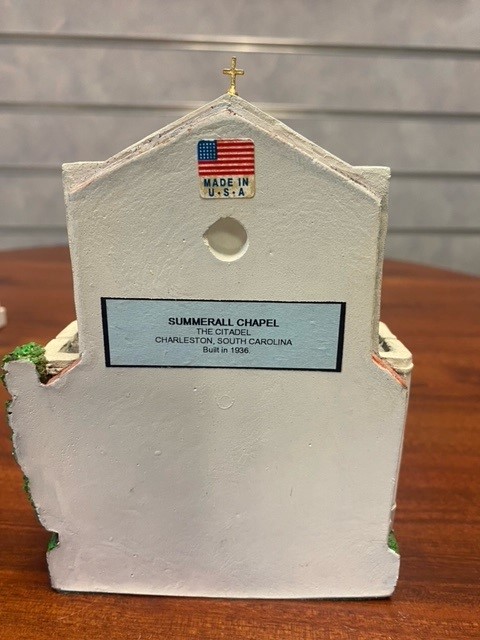 MADE IN
U·S·A
SUMMERALL CHAPEL
THE CITADEL
CHARLESTON, SOUTH CAROLINA
Built in 1936.